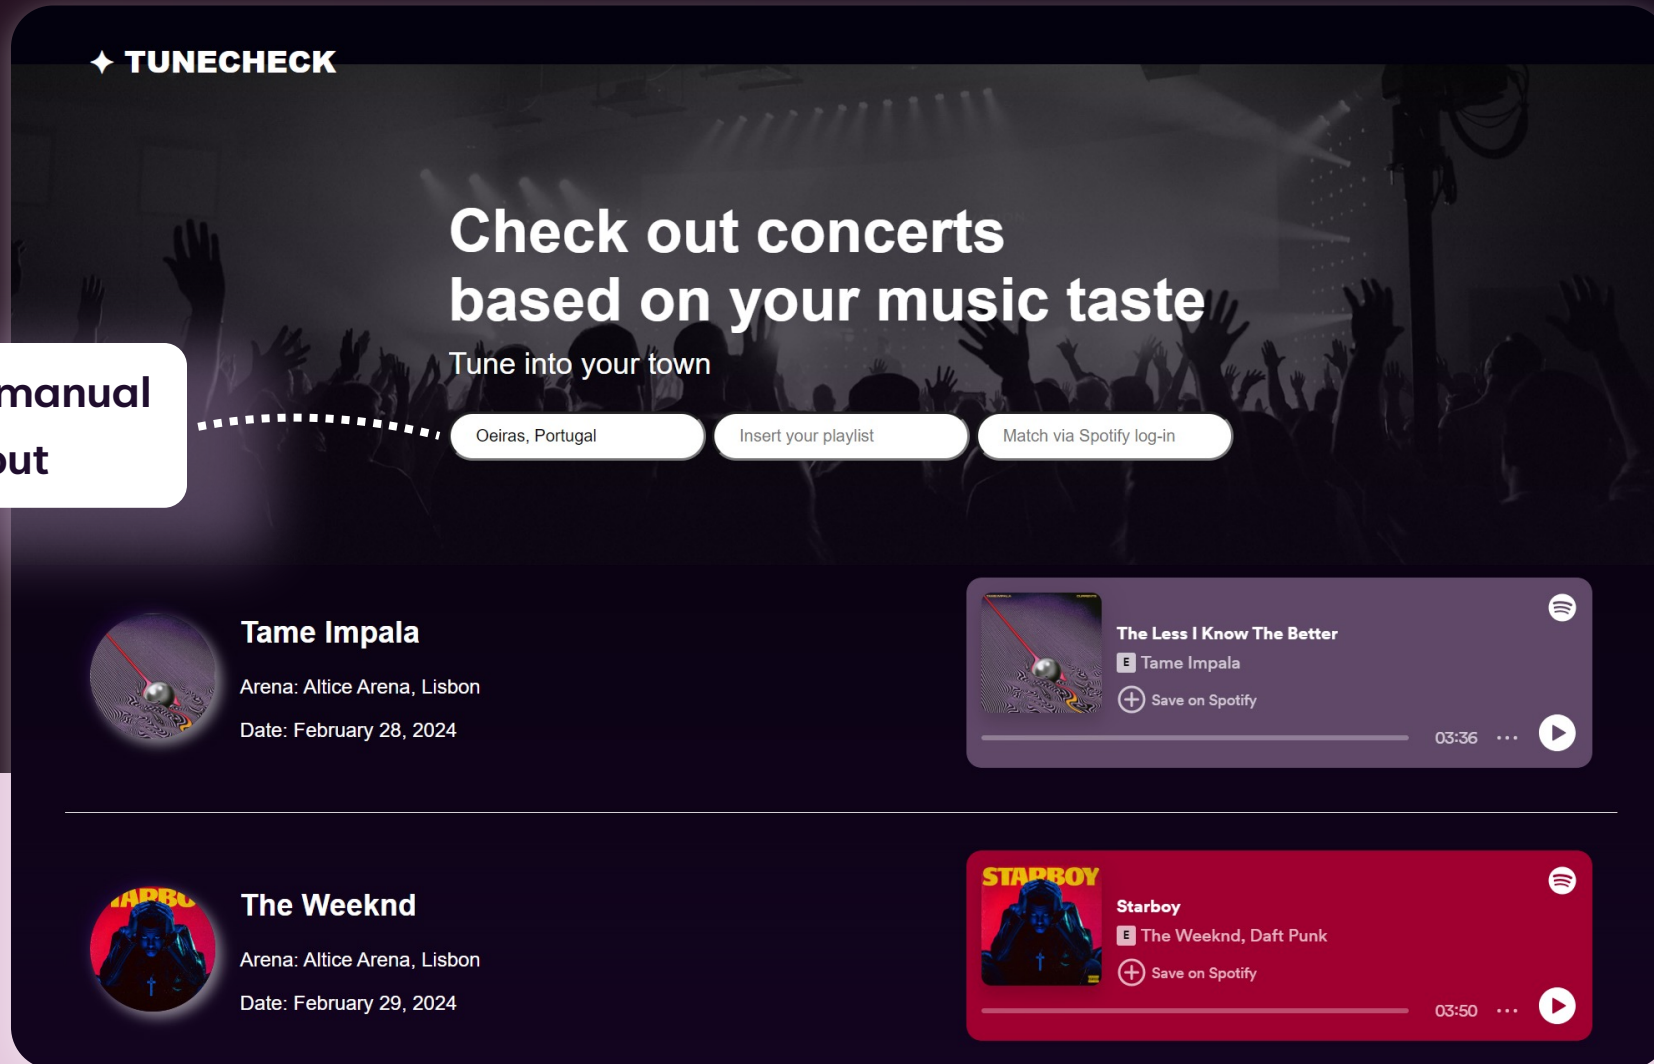 TUNECHECK
Check out concerts
based on your music taste
Tune into your town
manual
Oeiras, Portugal
Insert your playlist
Match via Spotify log-in
Tame Impala
Arena: Altice Arena, Lisbon
Date: February 28, 2024
The Less I Know The Better
E Tame Impala
Save on Spotify
03:36
The Weeknd
Arena: Altice Arena, Lisbon
Date: February 29, 2024
STARBOY
Starboy
E The Weeknd, Daft Punk
Save on Spotify
03:50